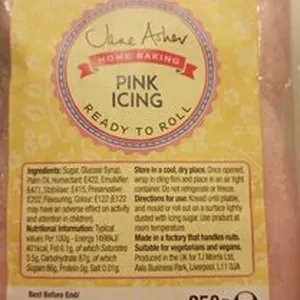 Jane Asher
HOME BAKING
PINK
ICING
READY TO ROLL
Ingredients: Sugar, Glucose Syrup,
Palm Oil, Humectant: E422, Emulsifier:
E471, Stabiliser: E415, Preservative:
E202, Flavouring, Colour: E122 (E122
may have an adverse effect on activity
and attention in children).
Nutritional Information: Typical
values Per 100g - Energy
Fat 6.1g, of which Saturates
Carbohydrate 87g, of which
Sugars Protein 0g, Salt 0.01g
Store in a cool, dry place. Once opened,
wrap in cling film and place in an air tight
container. Do not refrigerate or freeze.
Directions for use: Knead until pliable,
and mould or roll out on a surface lightly
dusted with icing sugar. Use product at
room temperature.
Made in a factory that handles nuts.
Suitable for vegetarians and vegans.
Produced in the UK for TJ Morris Ltd,
Axis Business Park, Liverpool, L11 0JA
Best Before End/